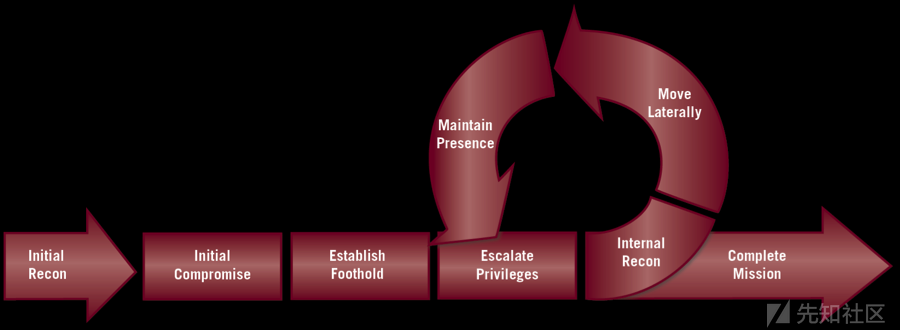 Initial
Recon
Initial
Compromise
Establish
Foothold
Escalate
Privileges
Internal
Recon
Move
Laterally
Maintain
Presence
Complete
Mission
先知社区